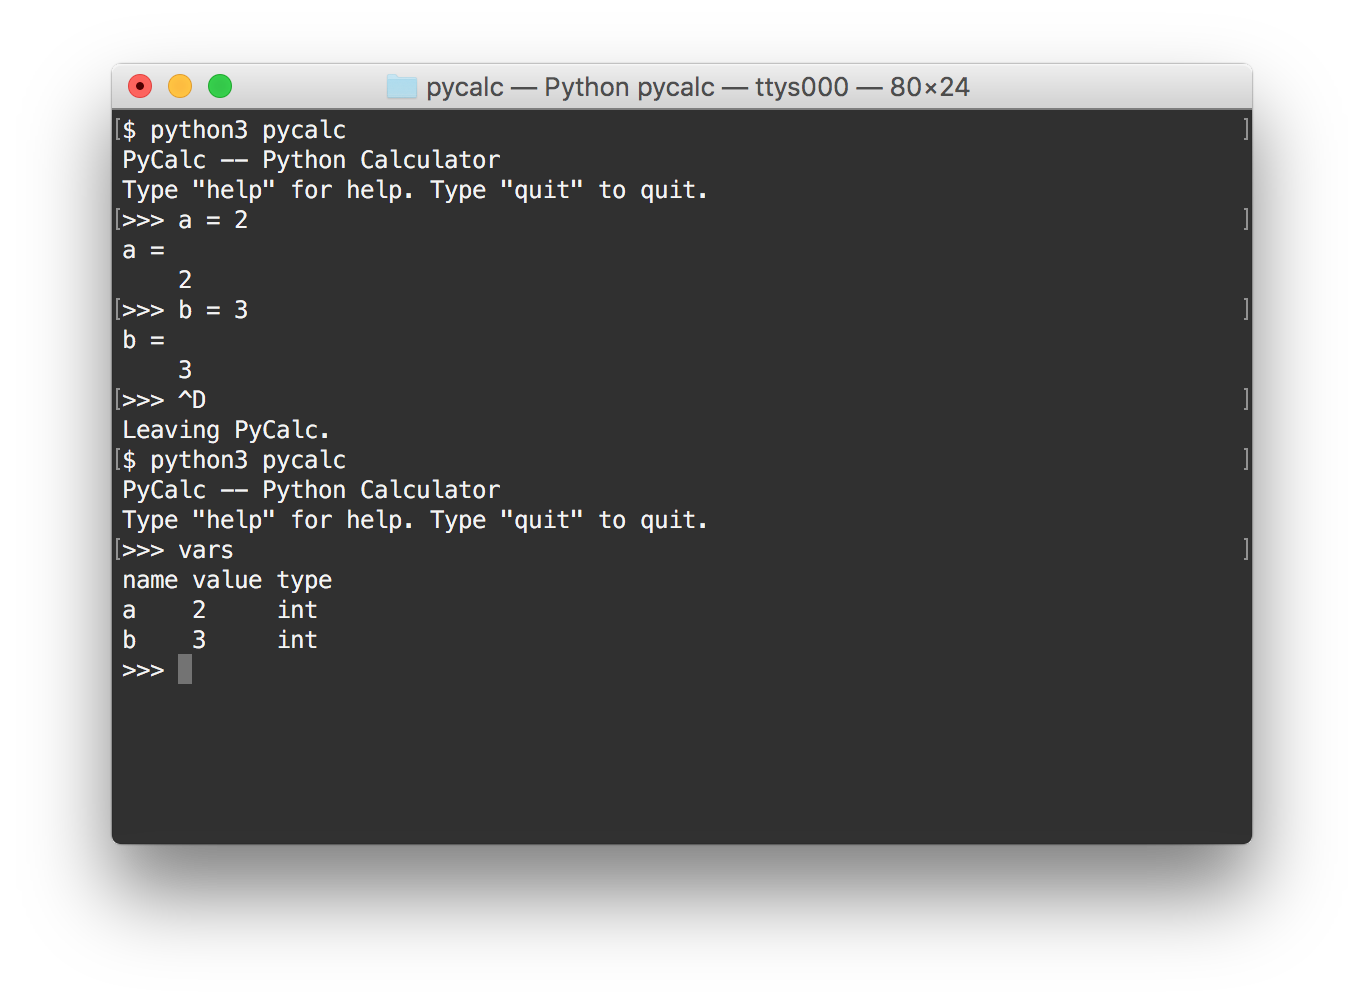 pycalc — Python pycalc — ttys000 — 80×24
[$ python3 pycalc ]
PyCalc —— Python Calculator
Type "help" for help. Type "quit" to quit.
[>>> a = 2 ]
a =
2
[>>> b = 3 ]
b =
3
[>>> ^D ]
Leaving PyCalc.
[$ python3 pycalc ]
PyCalc —— Python Calculator
Type "help" for help. Type "quit" to quit.
[>>> vars ]
name value type
a 2 int
b 3 int
>>>